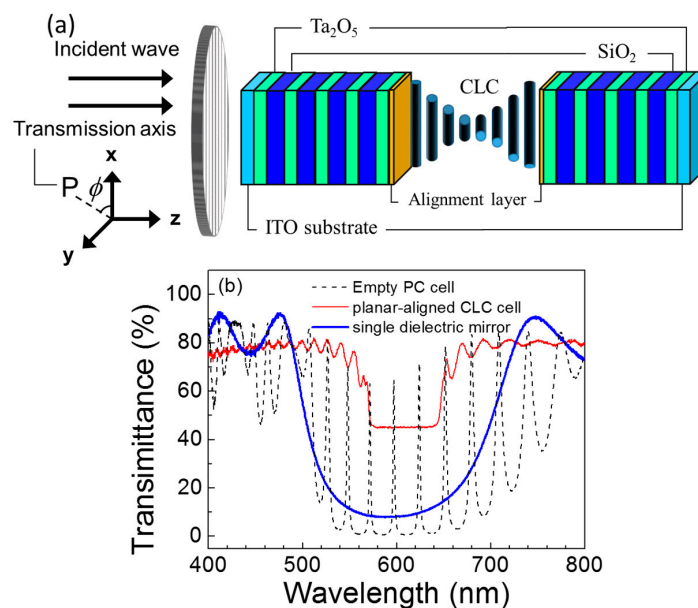 (a)
Ta2O5
Incident wave
SiO2
CLC
Transmission axis
x
P ϕ
z
y
Alignment layer
ITO substrate
(b)
Empty PC cell
planar-aligned CLC cell
single dielectric mirror
100
80
60
40
20
0
Transimittance (%)
400 500 600 700 800
Wavelength (nm)